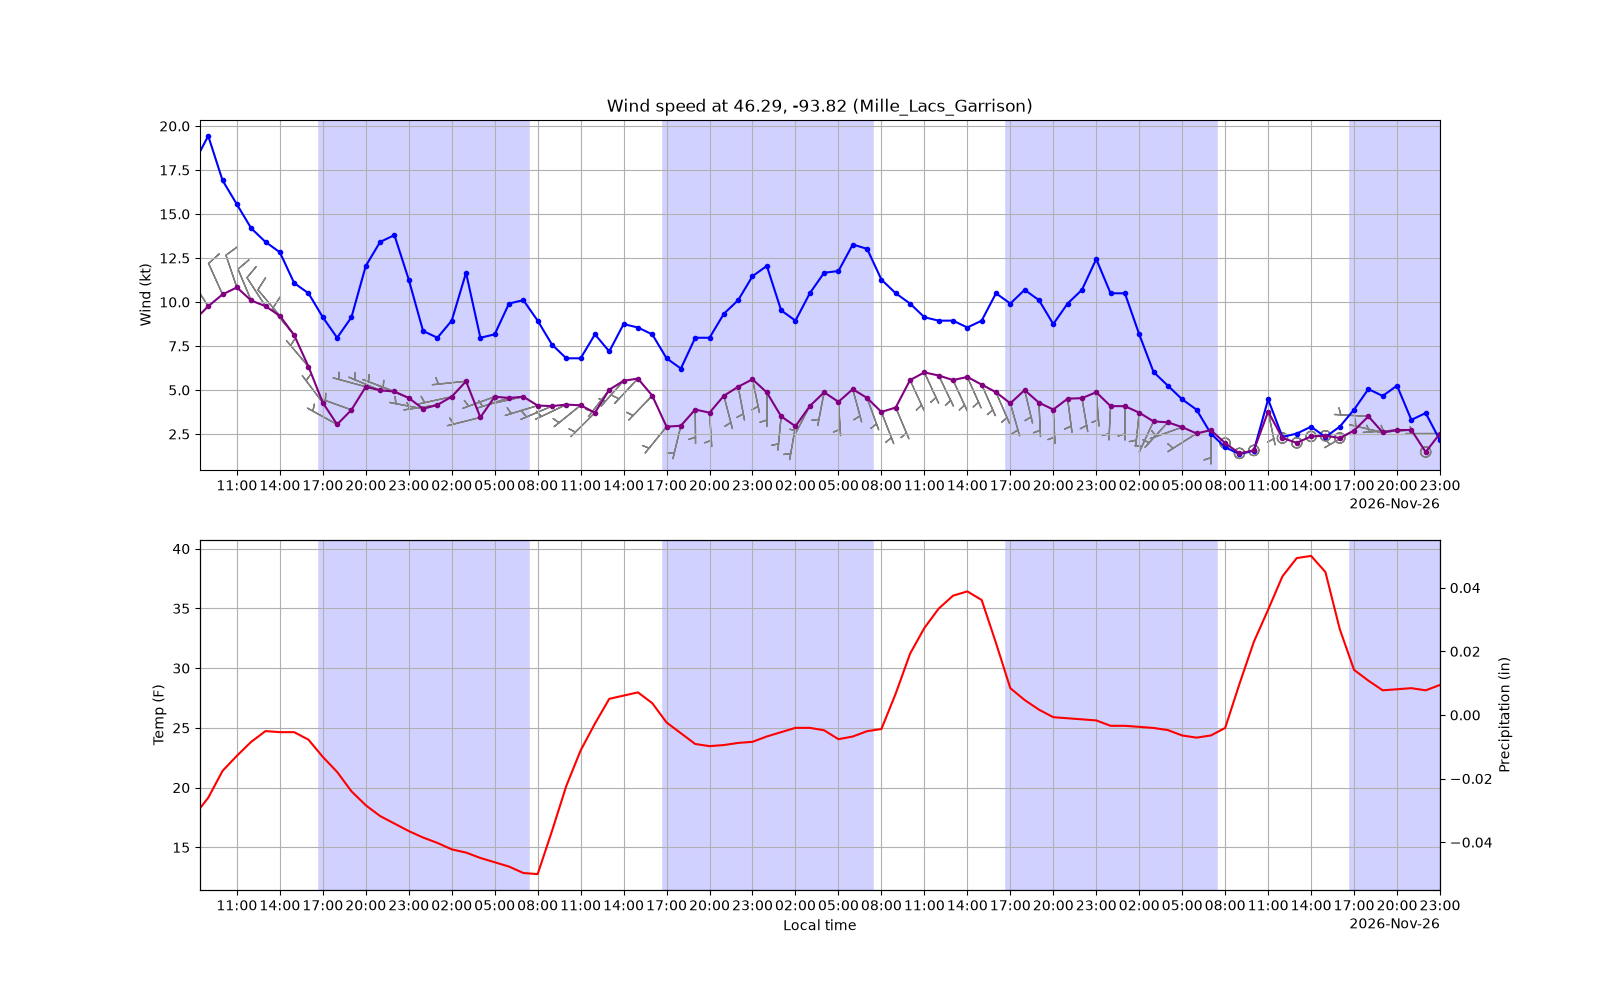 Wind speed at 46.29, -93.82 (Mille_Lacs_Garrison)
20.0
17.5
15.0
12.5
10.0
7.5
5.0
2.5
Wind (kt)
11:00 14:00 17:00 20:00 23:00 02:00 05:00 08:00 11:00 14:00 17:00 20:00 23:00 02:00 05:00 08:00 11:00 14:00 17:00 20:00 23:00 02:00 05:00 08:00 11:00 14:00 17:00 20:00 23:00
2026-Nov-26
40
35
30
25
20
15
Temp (F)
0.04
0.02
0.00
−0.02
−0.04
Precipitation (in)
11:00 14:00 17:00 20:00 23:00 02:00 05:00 08:00 11:00 14:00 17:00 20:00 23:00 02:00 05:00 08:00 11:00 14:00 17:00 20:00 23:00 02:00 05:00 08:00 11:00 14:00 17:00 20:00 23:00
Local time
2026-Nov-26